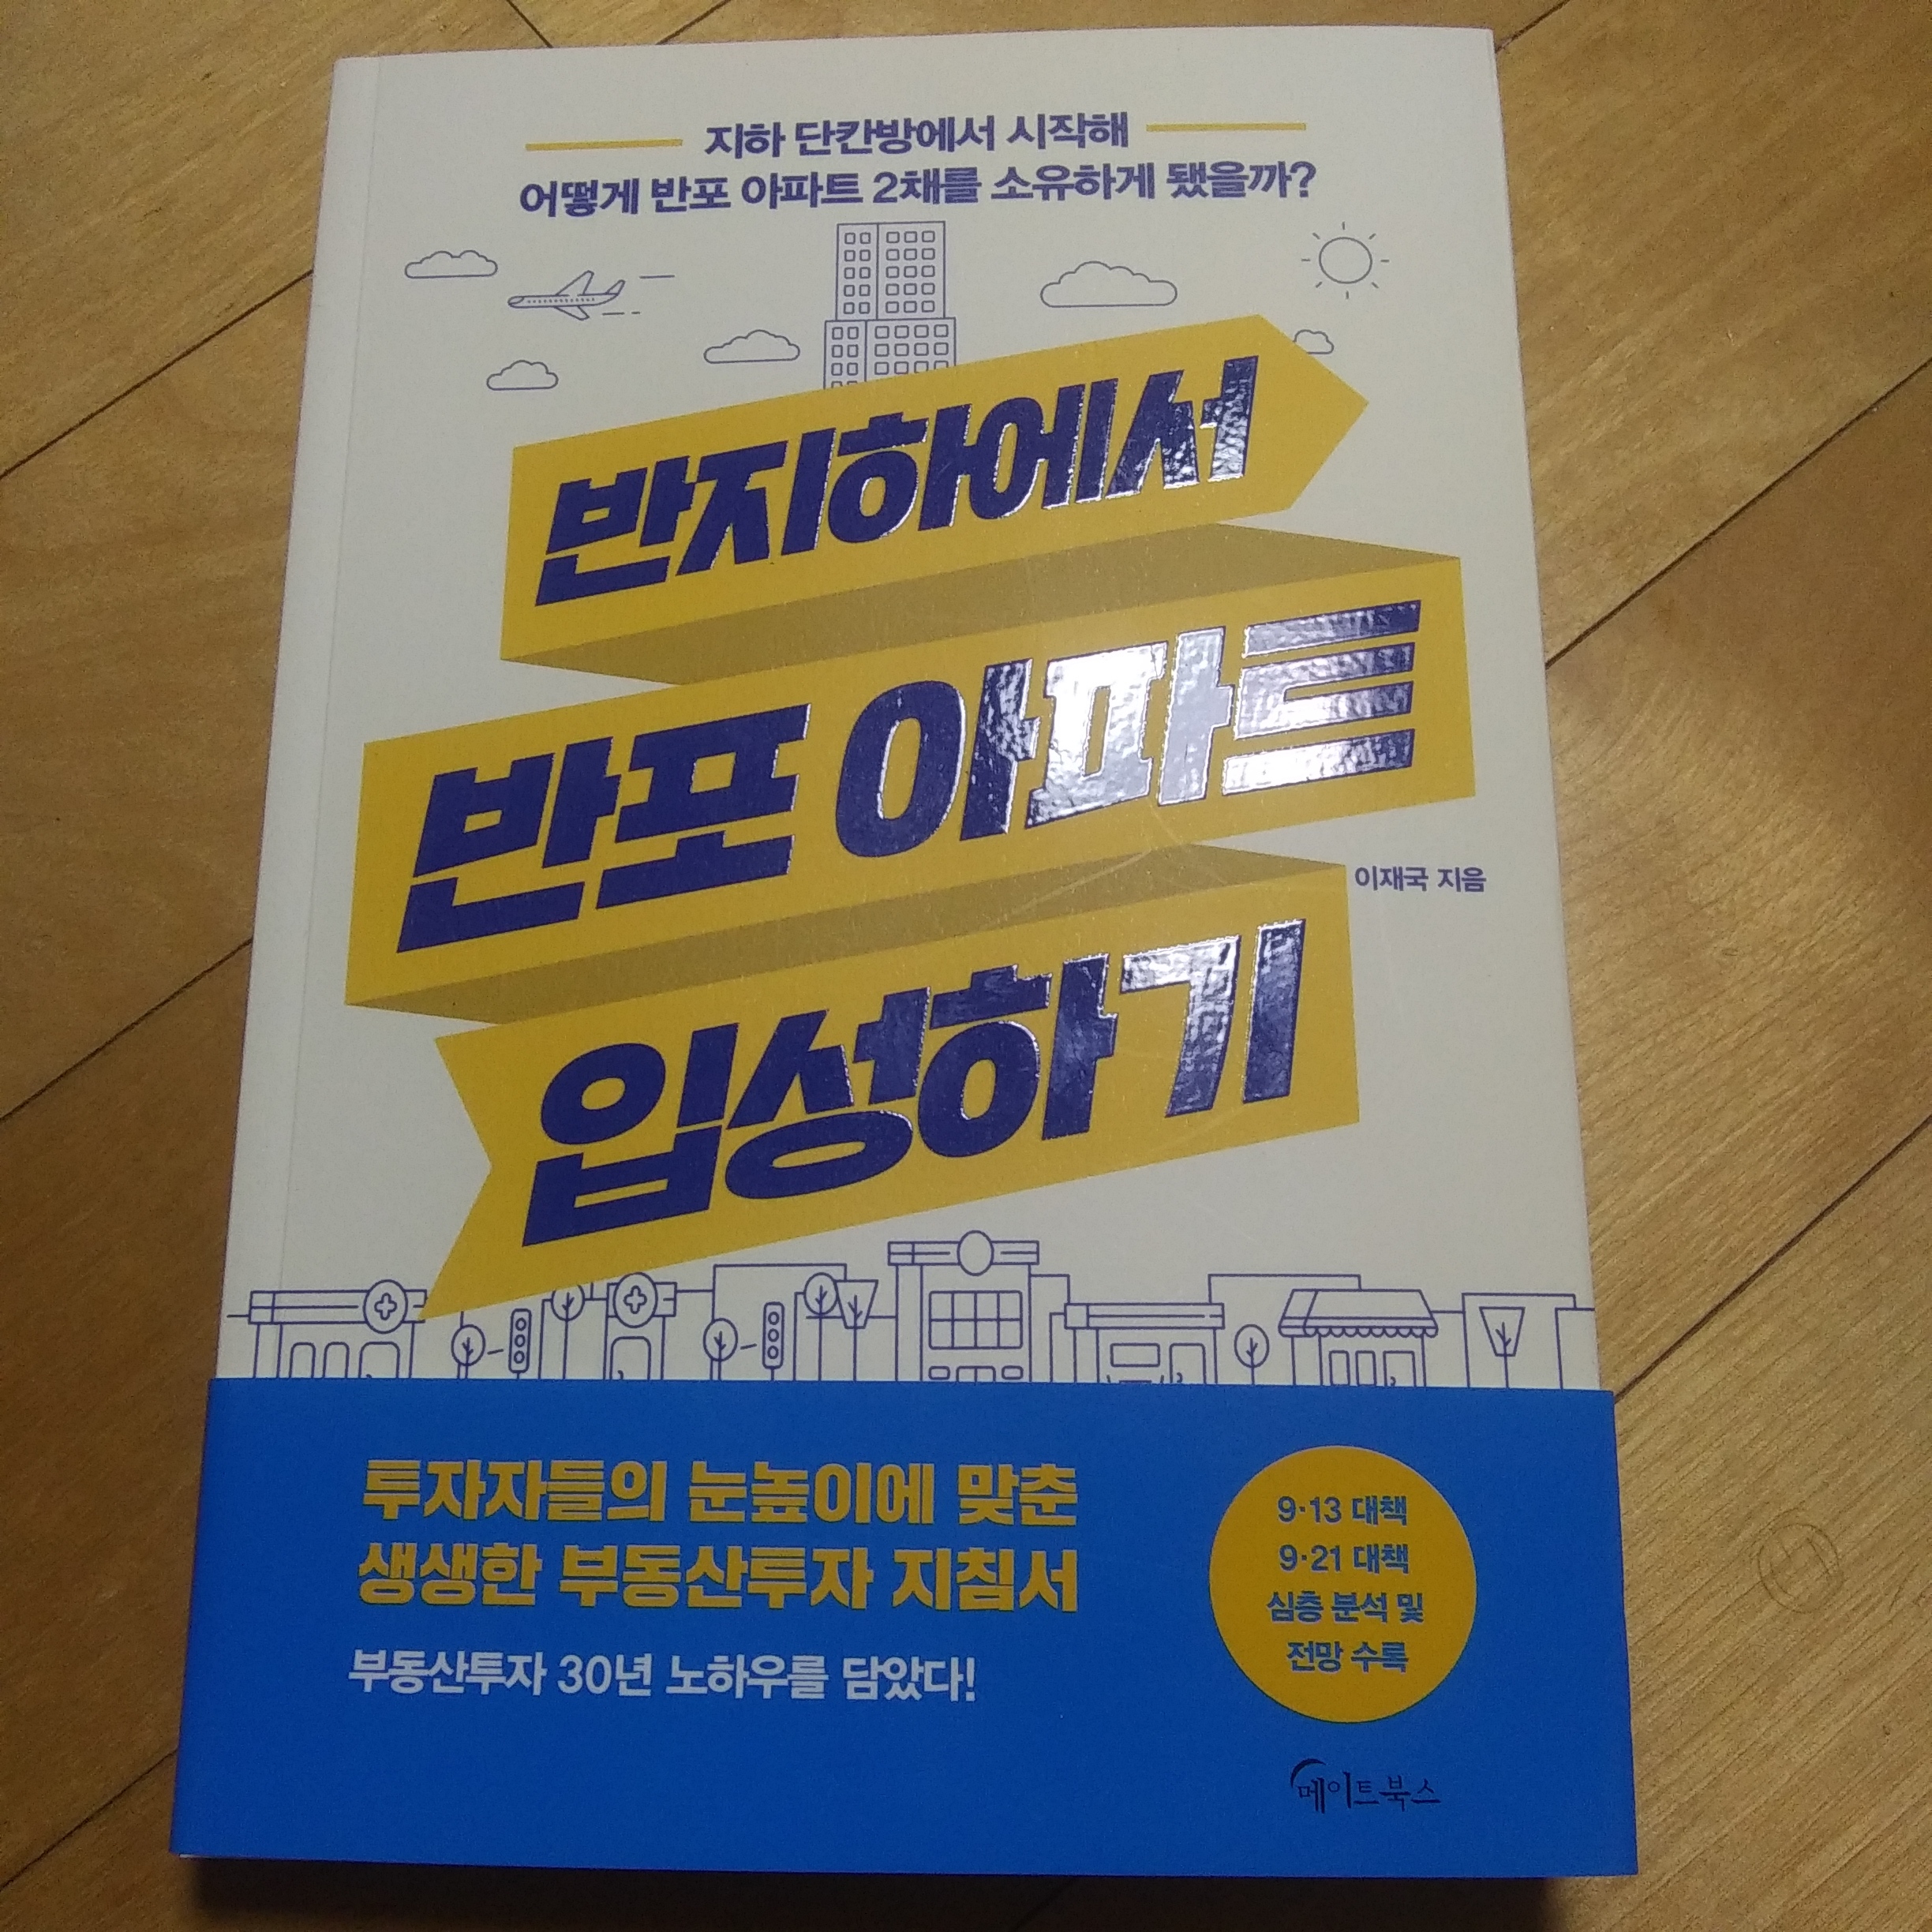 지하 단칸방에서 시작해
어떻게 반포 아파트 2채를 소유하게 됐을까?
반지하에서
반포 아파트
이재국 지음
입성하기
투자자들의 눈높이에 맞춘
생생한 부동산투자 지침서
부동산투자 30년 노하우를 담았다!
9·13 대책
9·21 대책
심층 분석 및
전망 수록
메이트북스